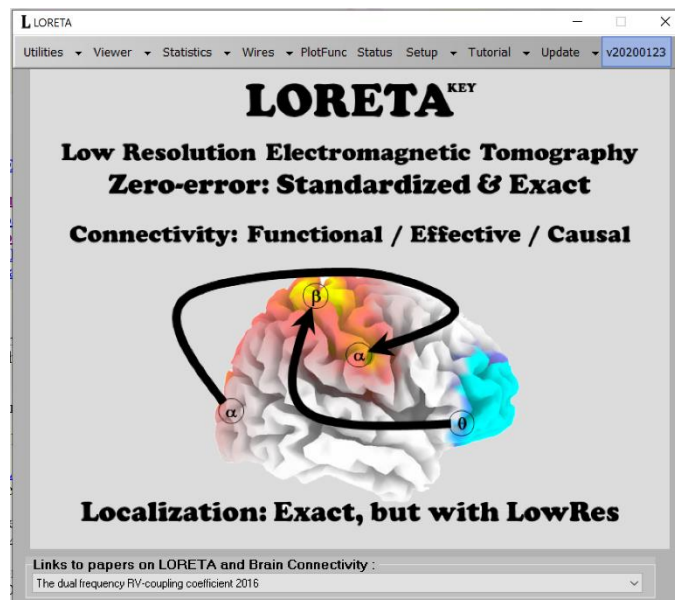 L LORETA
Utilities Viewer Statistics Wires PlotFunc Status Setup Tutorial Update v20200123
LORETA KEY
Low Resolution Electromagnetic Tomography
Zero-error: Standardized & Exact
Connectivity: Functional / Effective / Causal
β
α
α
θ
Localization: Exact, but with LowRes
Links to papers on LORETA and Brain Connectivity :
The dual frequency RV-coupling coefficient 2016